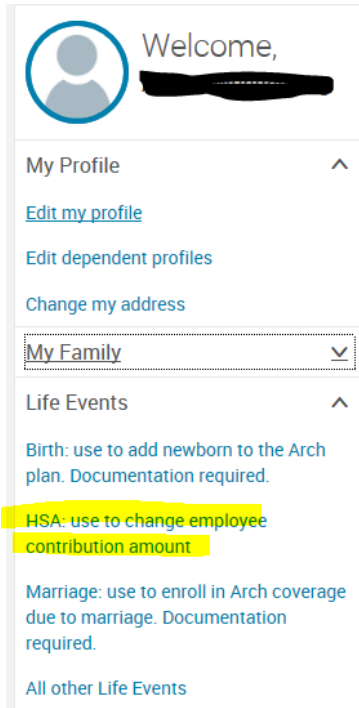 Welcome,
My Profile
Edit my profile
Edit dependent profiles
Change my address
My Family
Life Events
Birth: use to add newborn to the Arch
plan. Documentation required.
HSA: use to change employee
contribution amount
Marriage: use to enroll in Arch coverage
due to marriage. Documentation
required.
All other Life Events